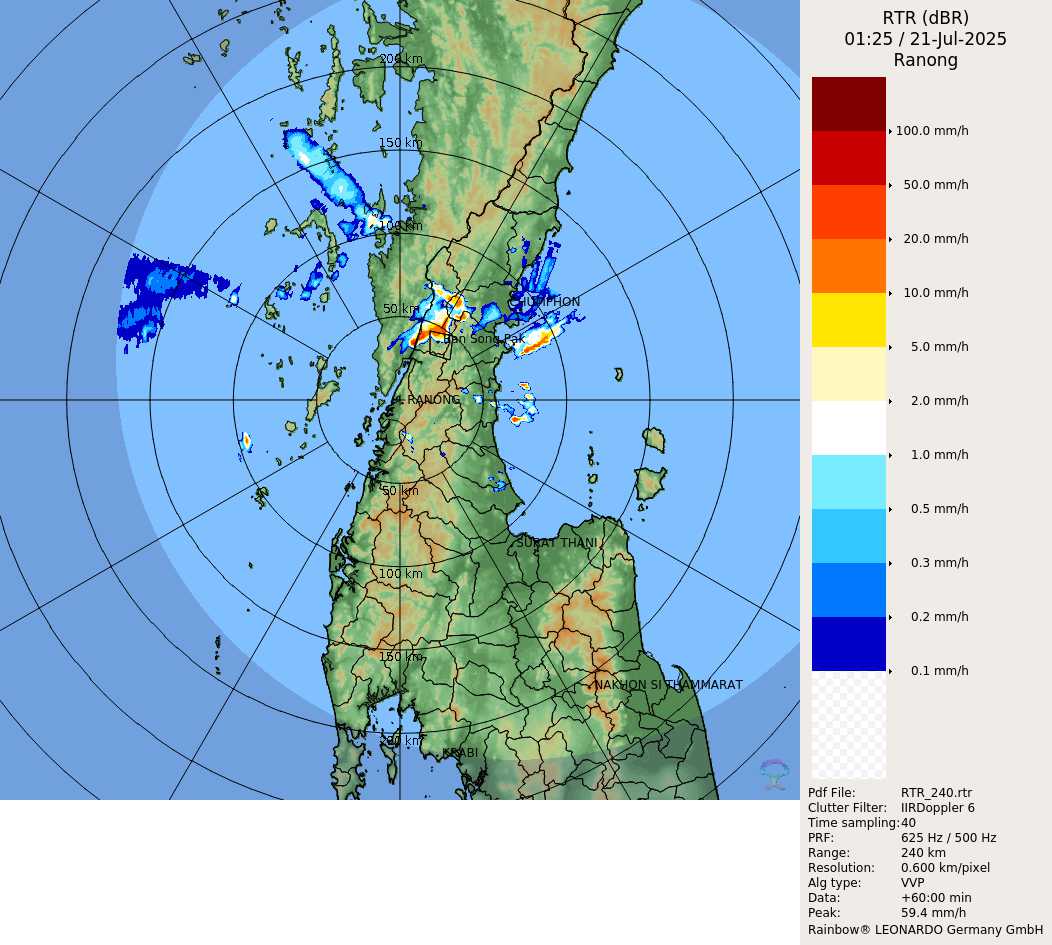 RTR (dBR)
01:25 / 21-Jul-2025
Ranong
200 km
150 km
100 km
50 km
CHUMPHON
Ban Song Pak
RANONG
50 km
SURAT THANI
100 km
150 km
NAKHON SI THAMMARAT
200 km
KRABI
100.0 mm/h
50.0 mm/h
20.0 mm/h
10.0 mm/h
5.0 mm/h
2.0 mm/h
1.0 mm/h
0.5 mm/h
0.3 mm/h
0.2 mm/h
0.1 mm/h
Pdf File: RTR_240.rtr
Clutter Filter: IIRDoppler 6
Time sampling:40
PRF: 625 Hz / 500 Hz
Range: 240 km
Resolution: 0.600 km/pixel
Alg type: VVP
Data: +60:00 min
Peak: 59.4 mm/h
Rainbow® LEONARDO Germany GmbH